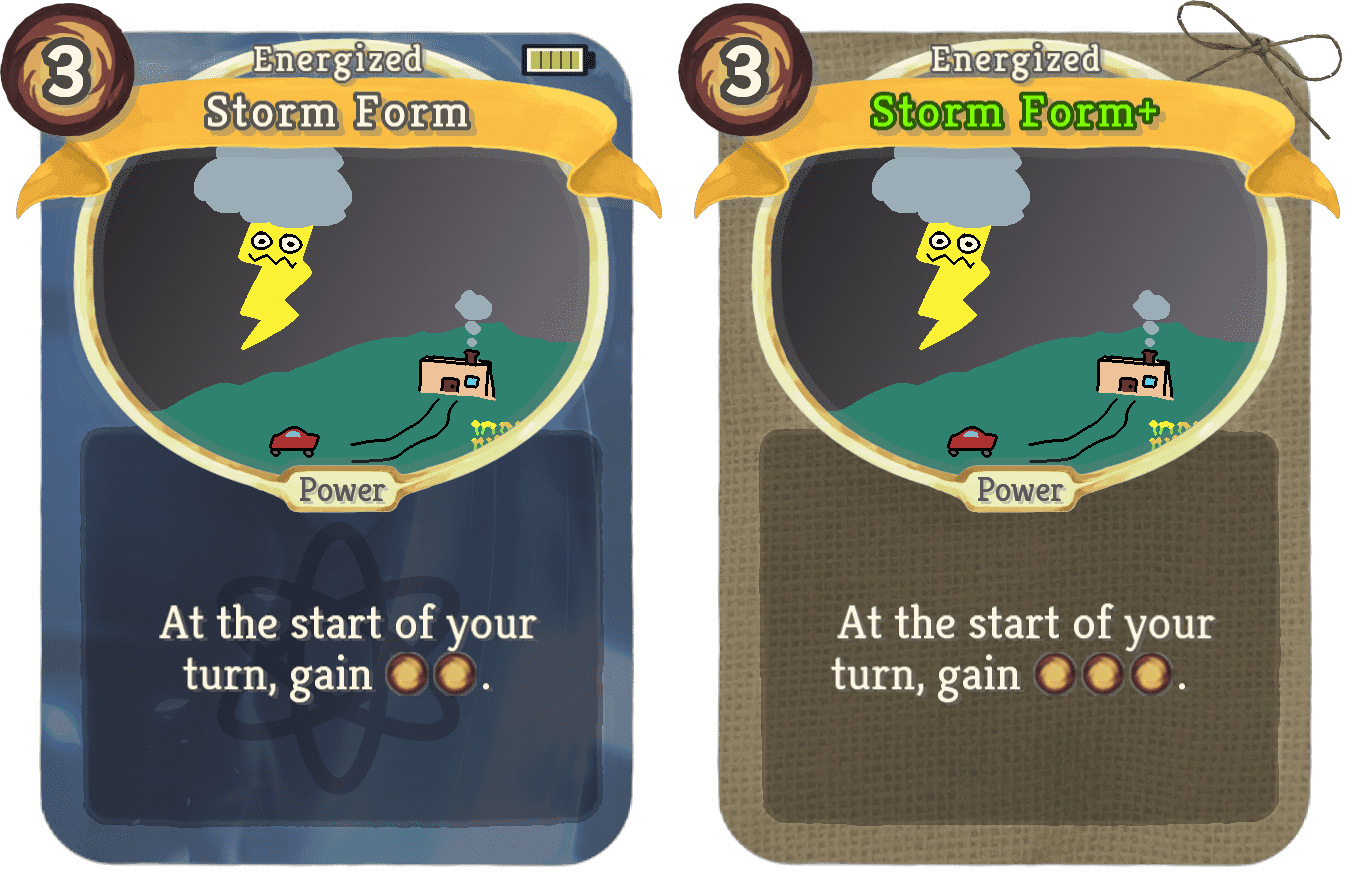 3
Energized
Storm Form
Power
At the start of your
turn, gain .
3
Energized
Storm Form+
Power
At the start of your
turn, gain .